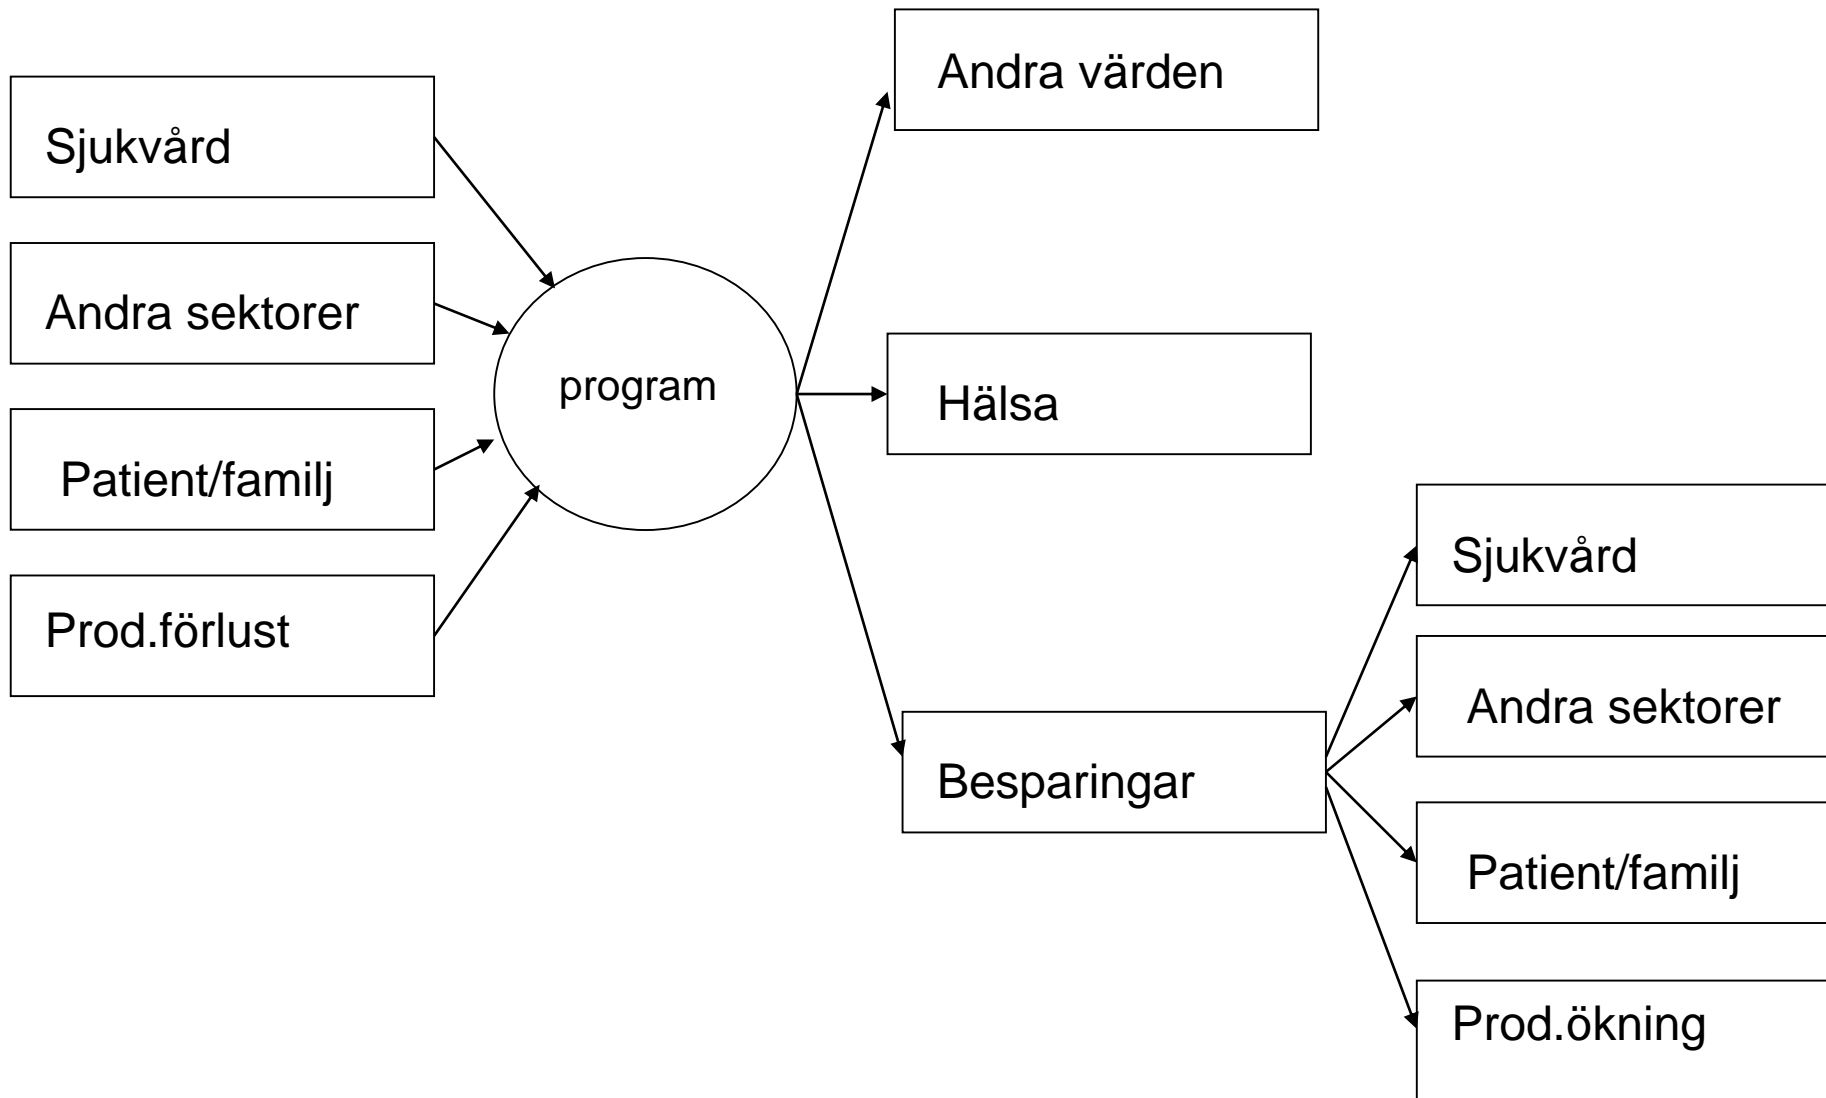 Sjukvård
Andra sektorer
Patient/familj
Prod.förlust
program
Andra värden
Hälsa
Besparingar
Sjukvård
Andra sektorer
Patient/familj
Prod.ökning